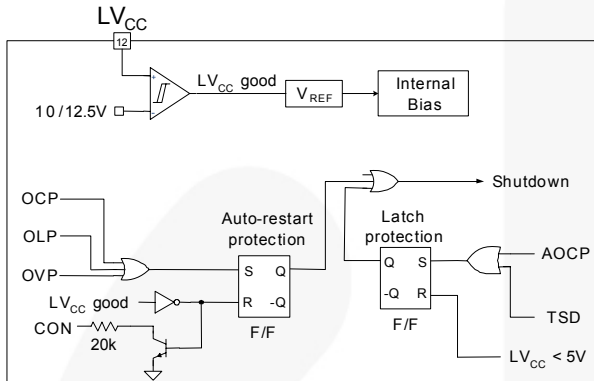 LVCC
12
LVCC good
VREF
Internal
Bias
10/12.5V
Shutdown
OCP
OLP
OVP
Auto-restart
protection
Latch
protection
S Q
R -Q
F/F
Q S
-Q R
F/F
AOCP
TSD
LVCC good
CON
20k
LVCC < 5V